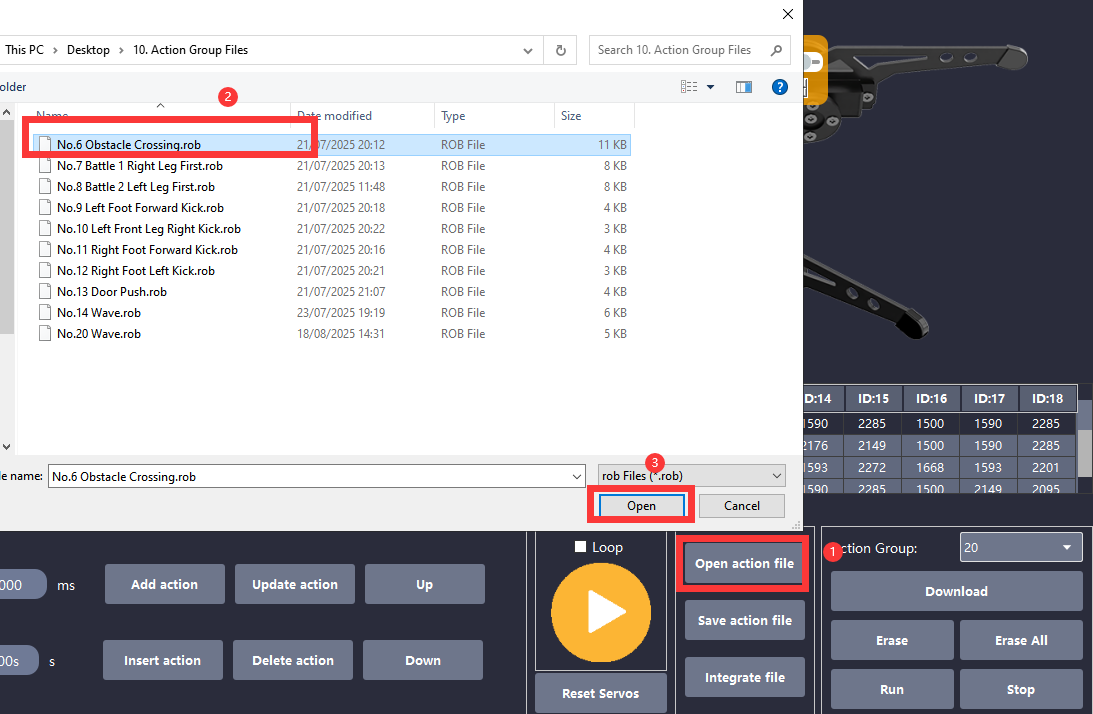 This PC > Desktop > 10. Action Group Files
Search 10. Action Group Files
older
2
Name Date modified Type Size
No.6 Obstacle Crossing.rob 21/07/2025 20:12 ROB File 11 KB
No.7 Battle 1 Right Leg First.rob 21/07/2025 20:13 ROB File 8 KB
No.8 Battle 2 Left Leg First.rob 21/07/2025 11:48 ROB File 8 KB
No.9 Left Foot Forward Kick.rob 21/07/2025 20:18 ROB File 4 KB
No.10 Left Front Leg Right Kick.rob 21/07/2025 20:22 ROB File 3 KB
No.11 Right Foot Forward Kick.rob 21/07/2025 20:16 ROB File 4 KB
No.12 Right Foot Left Kick.rob 21/07/2025 20:21 ROB File 3 KB
No.13 Door Push.rob 21/07/2025 21:07 ROB File 4 KB
No.14 Wave.rob 23/07/2025 19:19 ROB File 6 KB
No.20 Wave.rob 18/08/2025 14:31 ROB File 5 KB
ID:14 ID:15 ID:16 ID:17 ID:18
1590 2285 1500 1590 2285
2176 2149 1500 1590 2285
1593 2272 1668 1593 2201
1590 2285 1500 2149 2095
3
le name: No.6 Obstacle Crossing.rob rob Files (*.rob)
Open Cancel
Loop
1
ction Group: 20
000 ms Add action Update action Up
Open action file
Download
Save action file
Erase Erase All
00s s Insert action Delete action Down
Integrate file
Reset Servos
Run Stop